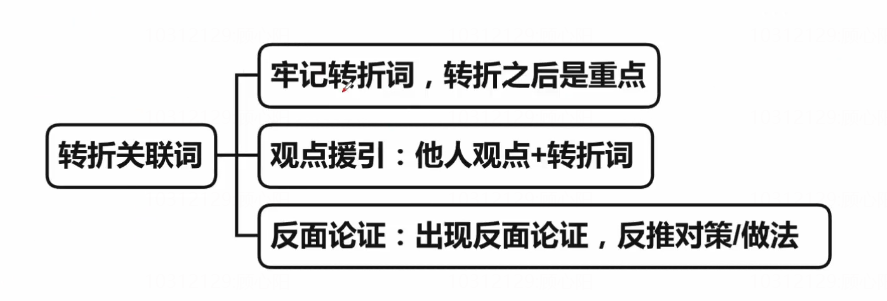 牢记转折词，转折之后是重点
转折关联词
观点援引：他人观点+转折词
反面论证：出现反面论证，反推对策/做法